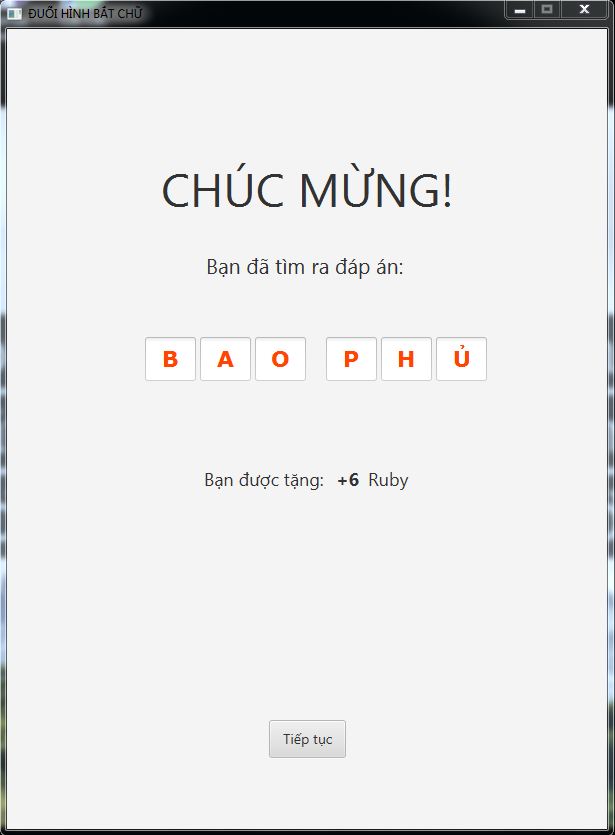 ĐUỔI HÌNH BẮT CHỮ
CHÚC MỪNG!
Bạn đã tìm ra đáp án:
B A O P H Ủ
Bạn được tặng: +6 Ruby
Tiếp tục